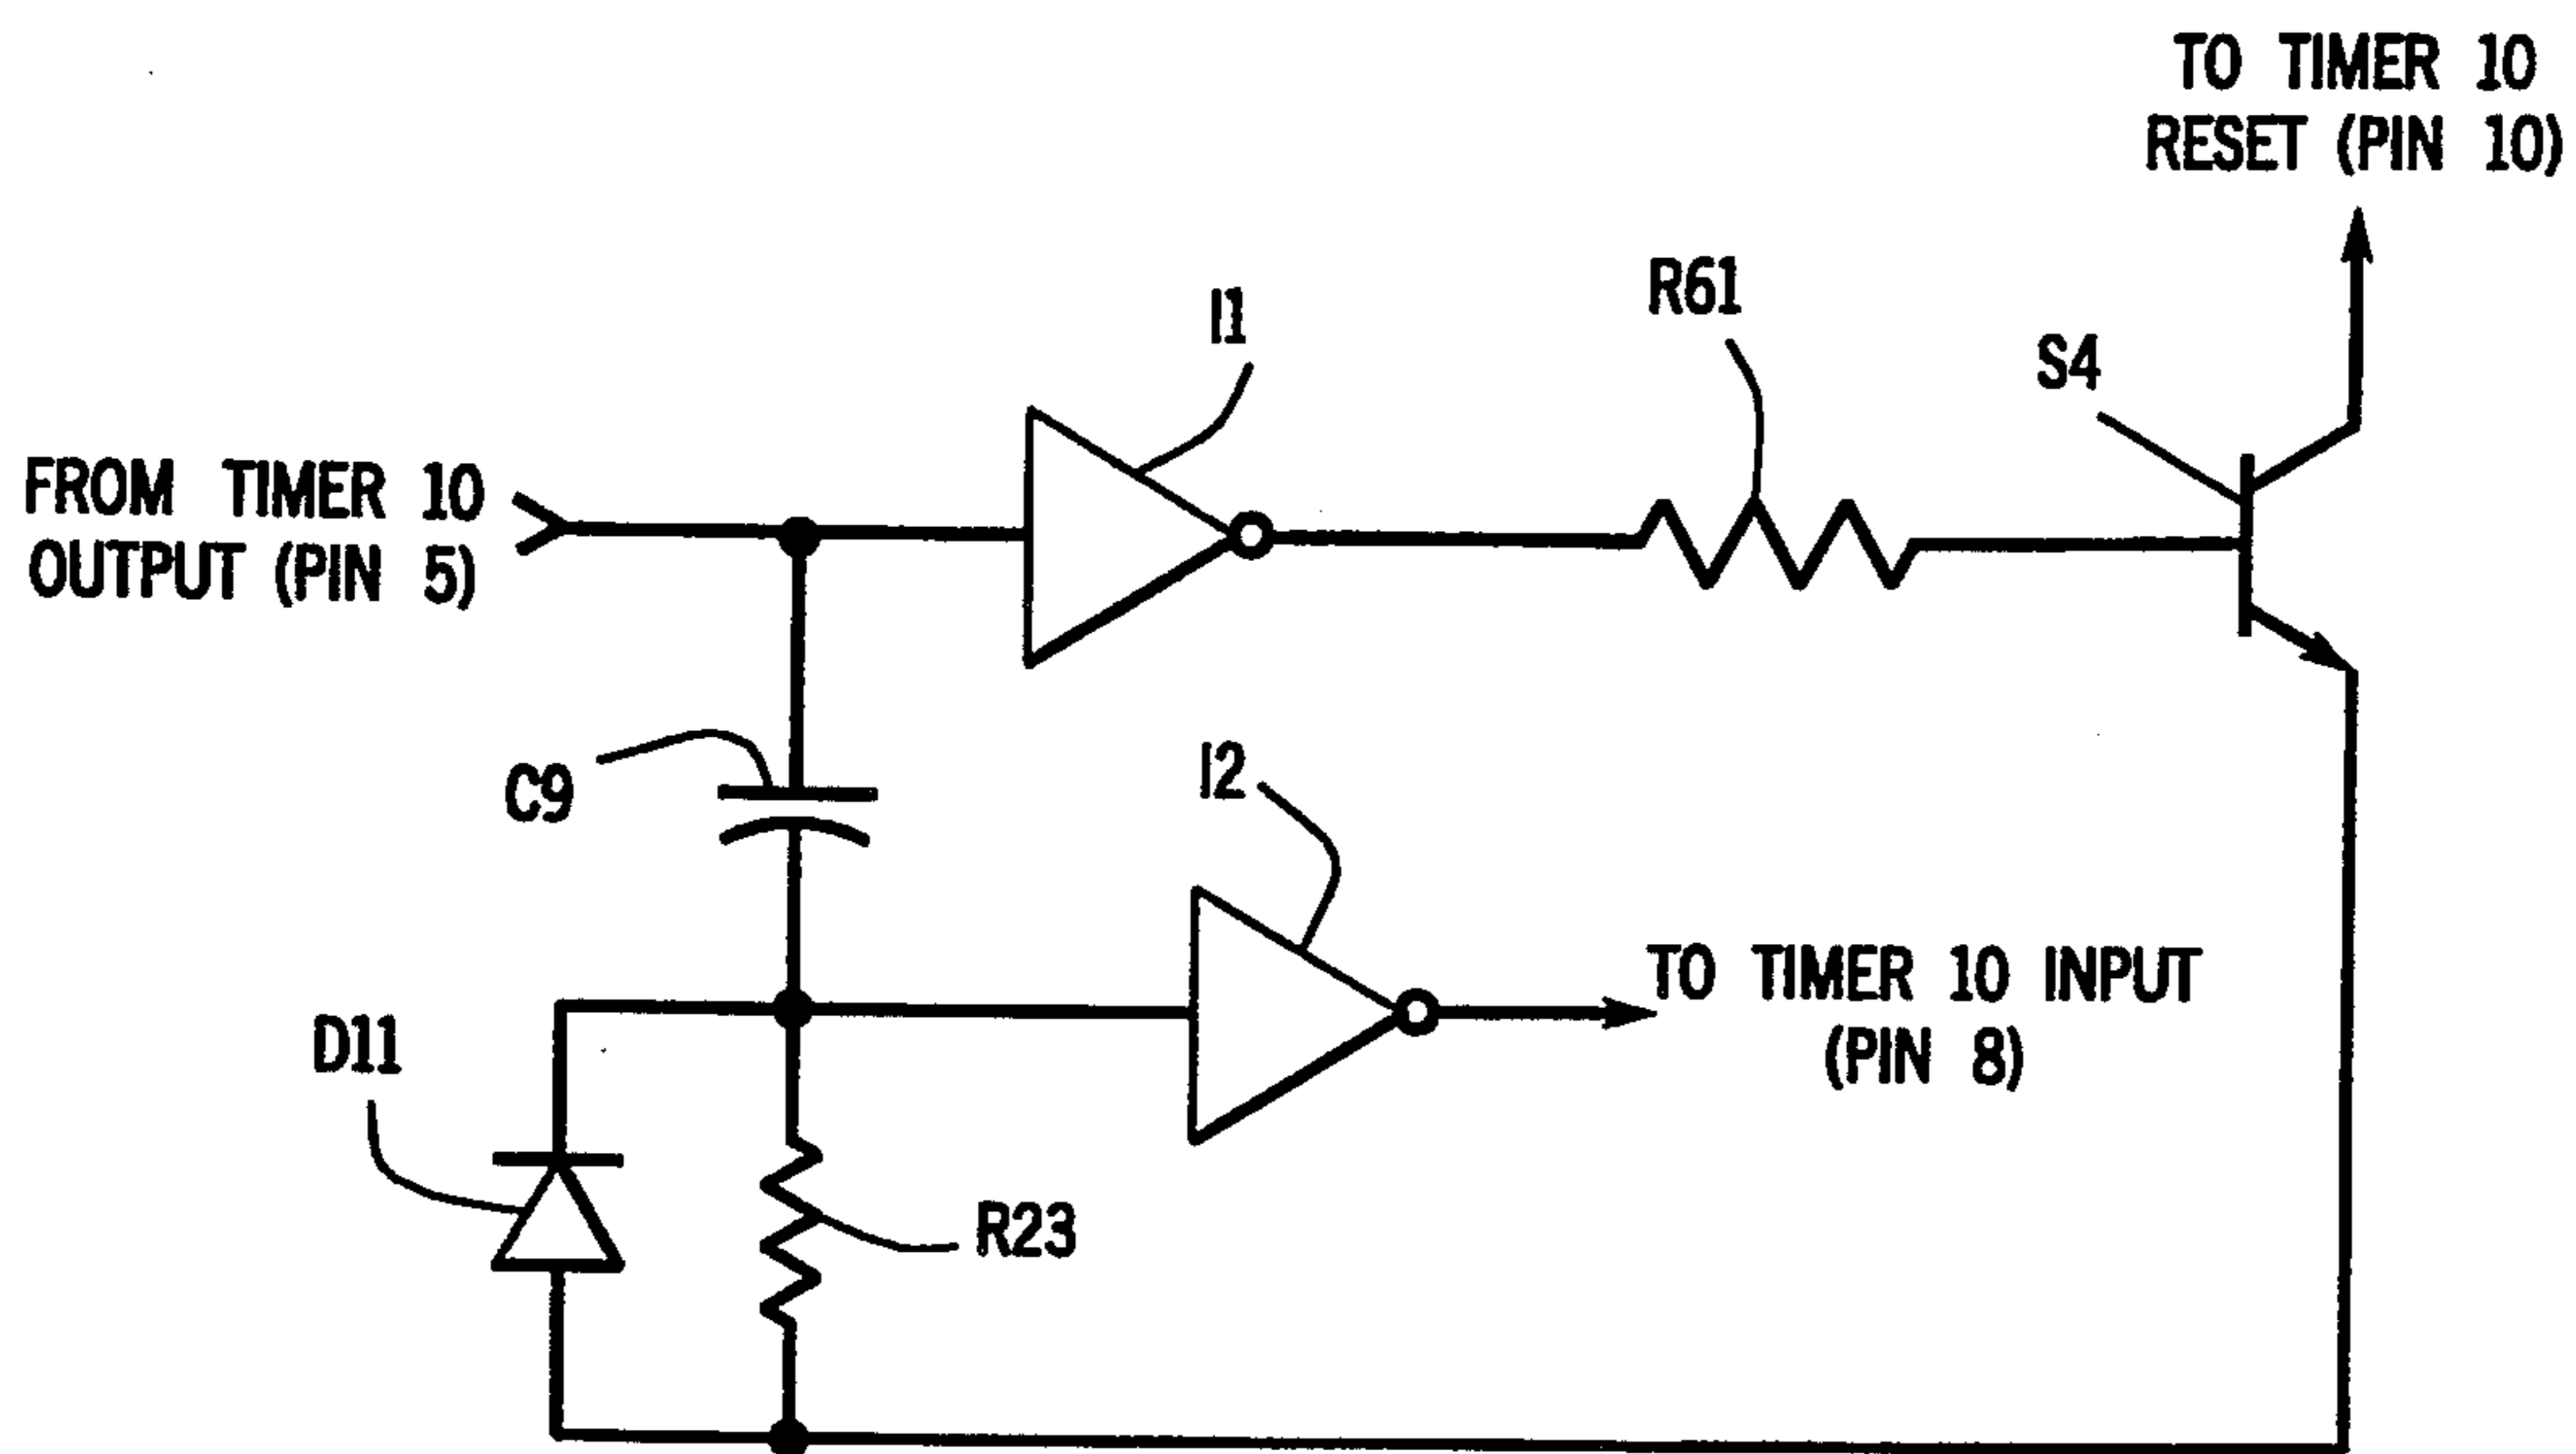 TO TIMER 10
RESET (PIN 10)
I1
R61
S4
FROM TIMER 10
OUTPUT (PIN 5)
C9
I2
TO TIMER 10 INPUT
(PIN 8)
D11
R23